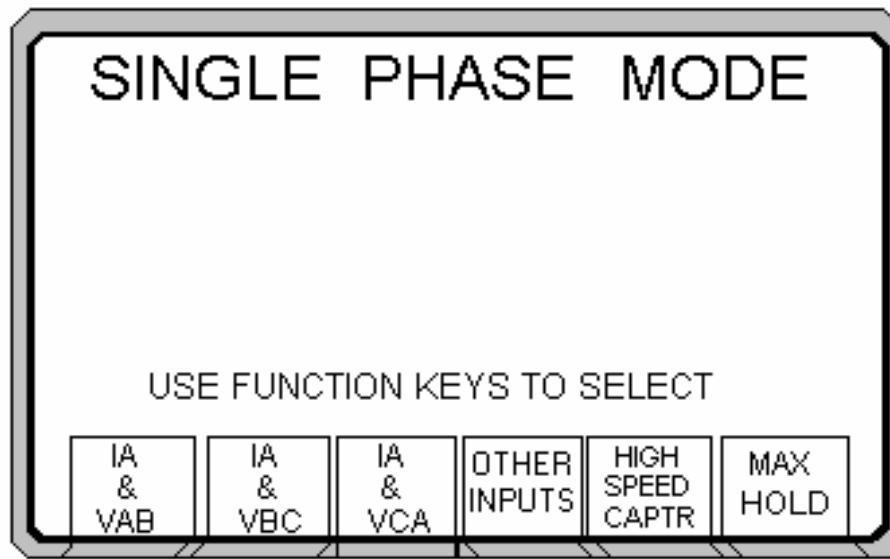 SINGLE PHASE MODE
USE FUNCTION KEYS TO SELECT
IA
&
VAB
IA
&
VBC
IA
&
VCA
OTHER
INPUTS
HIGH
SPEED
CAPTR
MAX
HOLD